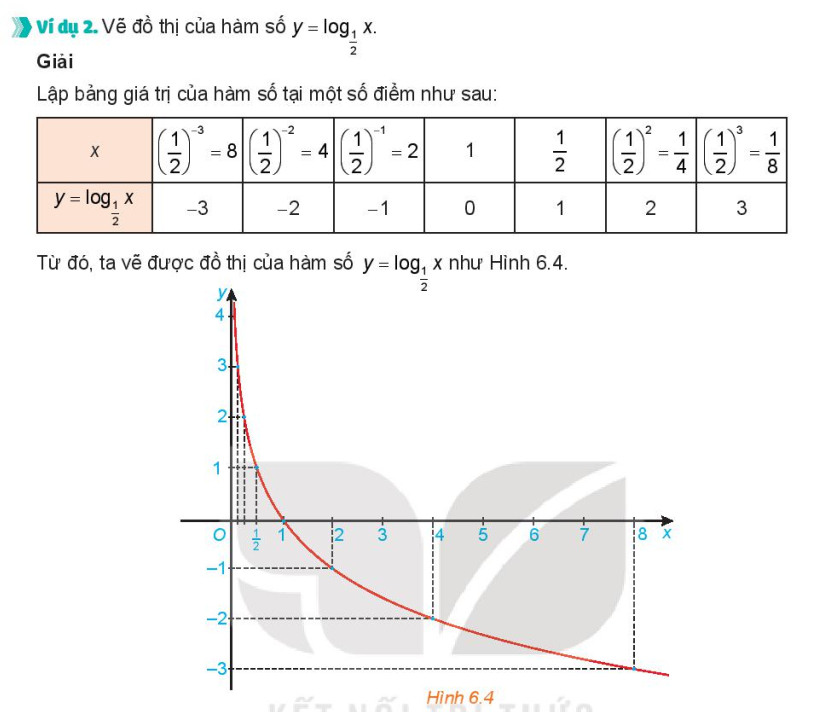 Ví dụ 2. Vẽ đồ thị của hàm số y = log_{1/2} x.
Giải
Lập bảng giá trị của hàm số tại một số điểm như sau:
x (1/2)^{-3} = 8 (1/2)^{-2} = 4 (1/2)^{-1} = 2 1 1/2 (1/2)^{2} = 1/4 (1/2)^{3} = 1/8
y = log_{1/2} x –3 –2 –1 0 1 2 3
Từ đó, ta vẽ được đồ thị của hàm số y = log_{1/2} x như Hình 6.4.
y
4
3
2
1
O 1/2 1 2 3 4 5 6 7 8 x
–1
–2
–3
Hình 6.4
KẾT NỐI TRI THỨC